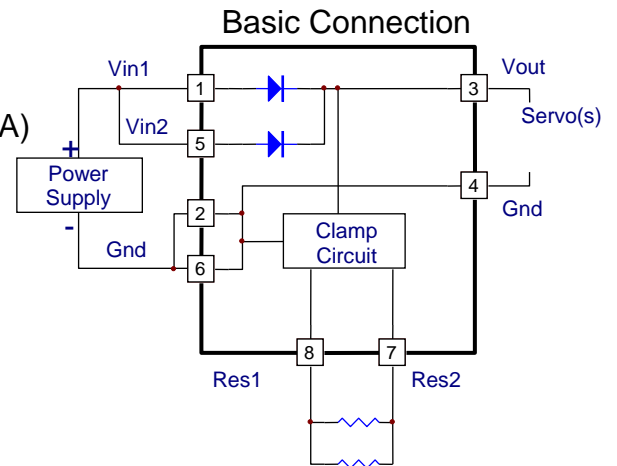 Basic Connection
Vin1
Vout
1
3
A)
Vin2
Servo(s)
+
5
Power
Supply
4
2
Gnd
-
Clamp
Circuit
Gnd
6
8
7
Res1
Res2